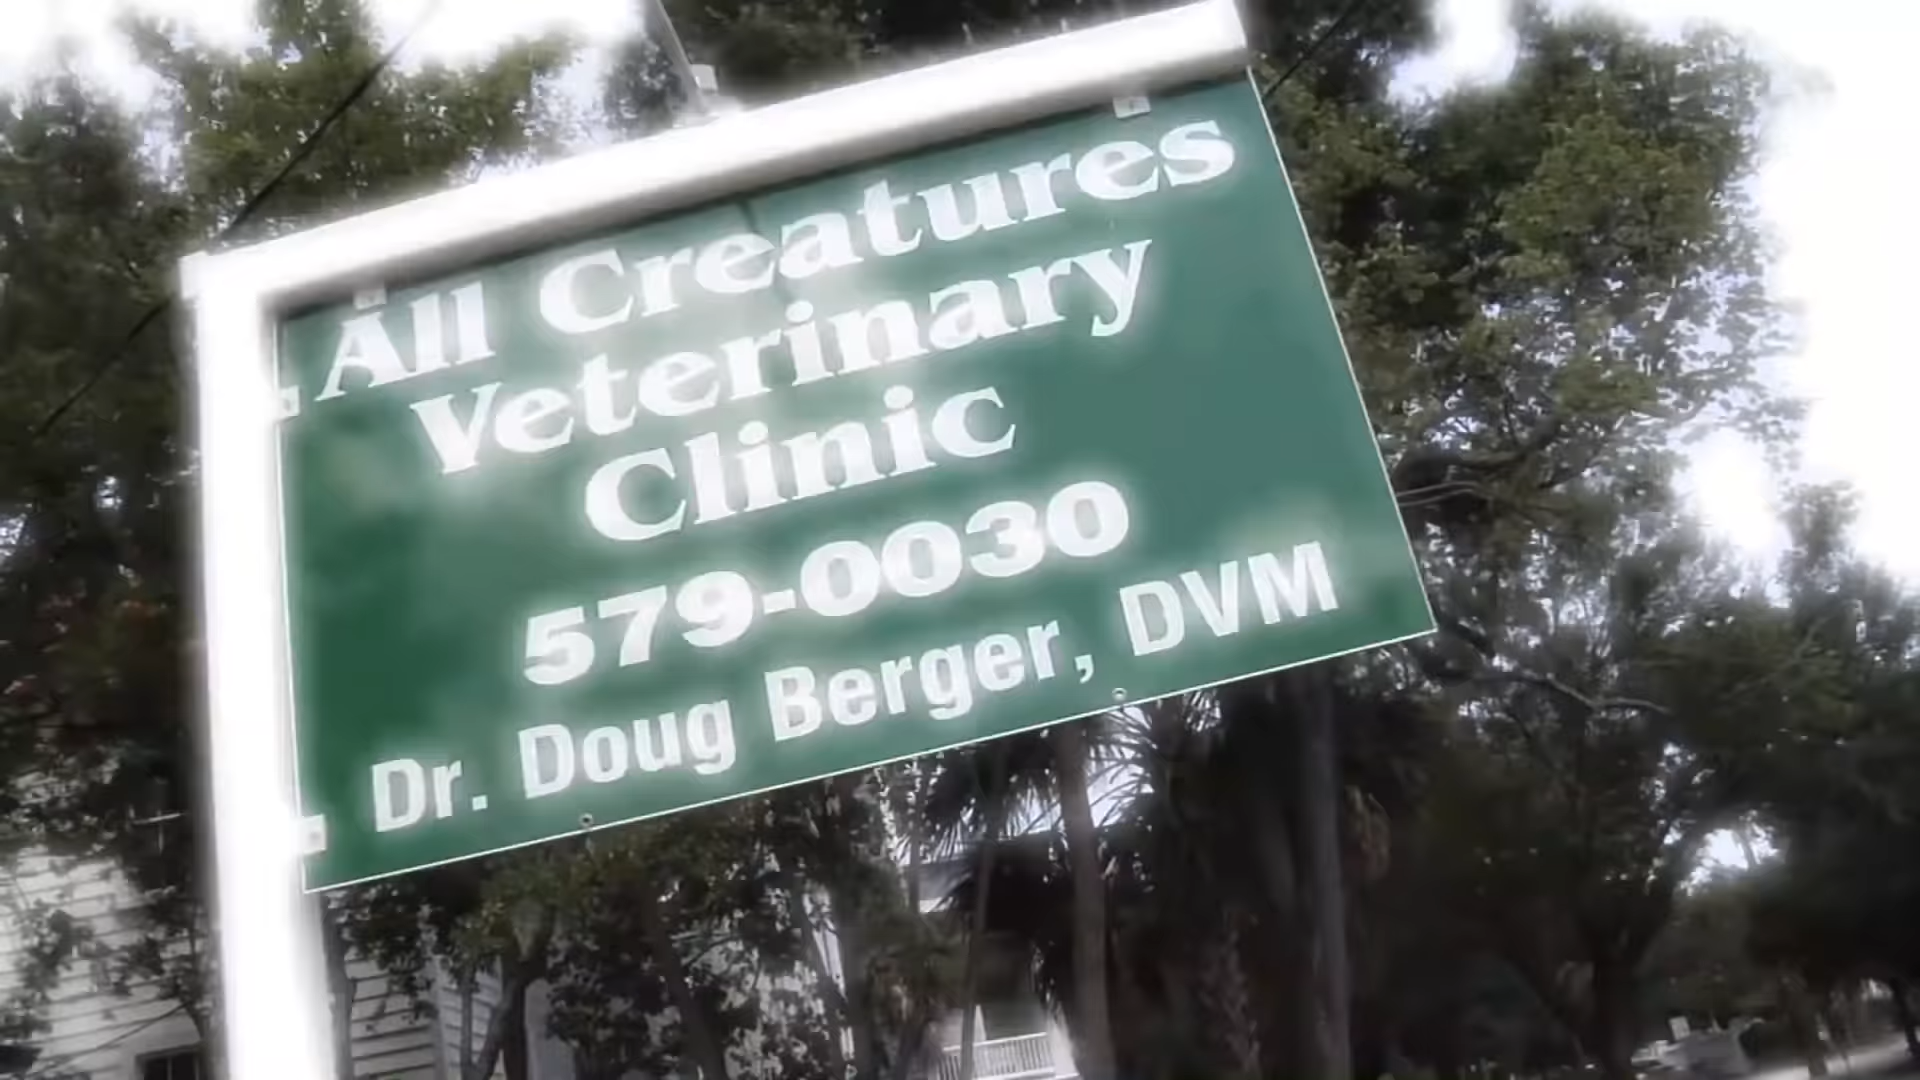 All Creatures
Veterinary
Clinic
579-0030
Dr. Doug Berger, DVM